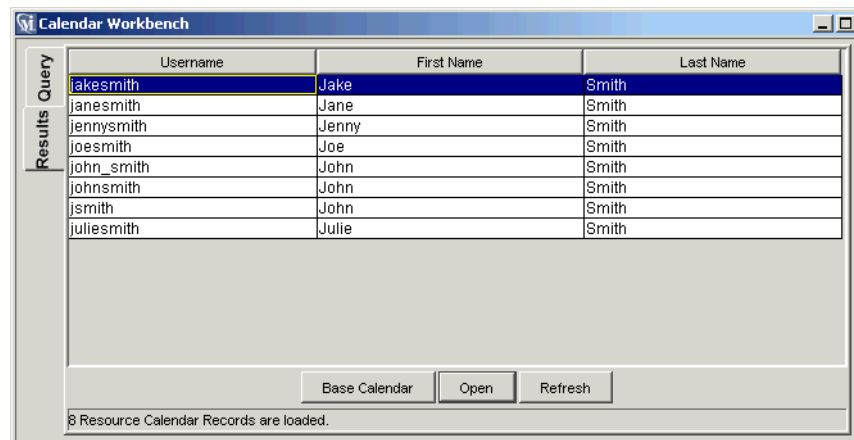 Calendar Workbench
Query
Results
Username First Name Last Name
jakesmith Jake Smith
janesmith Jane Smith
jennysmith Jenny Smith
joesmith Joe Smith
john_smith John Smith
johnsmith John Smith
jsmith John Smith
juliesmith Julie Smith
Base Calendar Open Refresh
8 Resource Calendar Records are loaded.